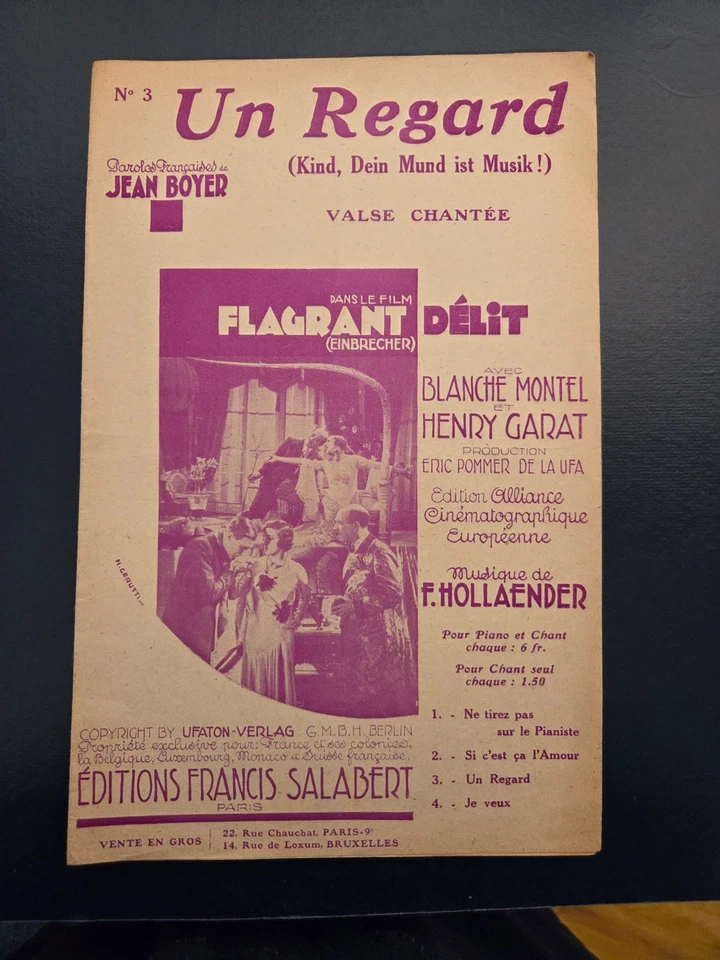 Nº 3
Un Regard
(Kind, Dein Mund ist Musik!)
Paroles Françaises de
JEAN BOYER
VALSE CHANTÉE
DANS LE FILM
FLAGRANT DÉLiT
(EINBRECHER)
AVEC
BLANCHE MONTEL
ET
HENRY GARAT
PRODUCTION
ERIC POMMER DE LA UFA
Edition Alliance
Cinématographique
Européenne
Musique de
F. HOLLAENDER
H. CERUTTI
Pour Piano et Chant
chaque : 6 fr.
Pour Chant seul
chaque : 1.50
1. - Ne tirez pas
sur le Pianiste
2. - Si c'est ça l'Amour
3. - Un Regard
4. - Je veux
COPYRIGHT BY UFATON-VERLAG G.M.B.H. BERLIN
Propriété exclusive pour: France et ses colonies,
la Belgique, Luxembourg, Monaco et Suisse française.
ÉDITIONS FRANCIS SALABERT
PARIS
VENTE EN GROS
22. Rue Chauchat. PARIS-9e
14. Rue de Loxum, BRUXELLES